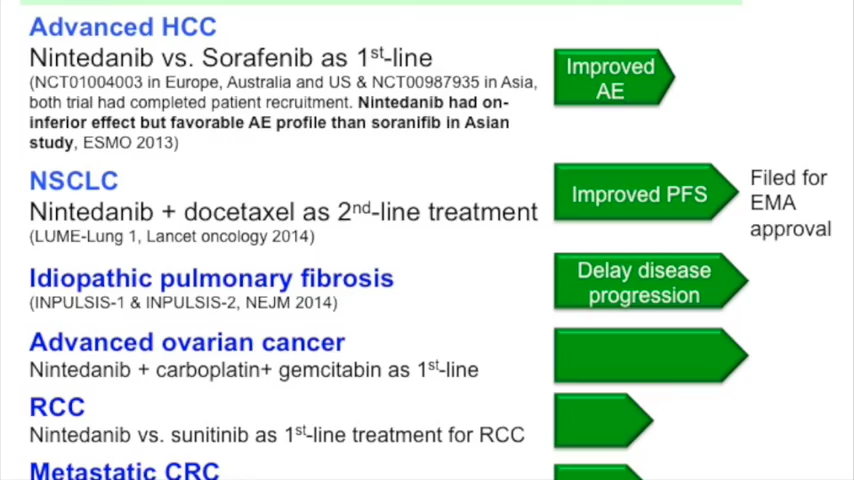 Advanced HCC
Nintedanib vs. Sorafenib as 1st-line
(NCT01004003 in Europe, Australia and US & NCT00987935 in Asia,
both trial had completed patient recruitment. Nintedanib had on-
inferior effect but favorable AE profile than soranifib in Asian
study, ESMO 2013)
Improved
AE
NSCLC
Nintedanib + docetaxel as 2nd-line treatment
(LUME-Lung 1, Lancet oncology 2014)
Improved PFS
Filed for
EMA
approval
Idiopathic pulmonary fibrosis
(INPULSIS-1 & INPULSIS-2, NEJM 2014)
Delay disease
progression
Advanced ovarian cancer
Nintedanib + carboplatin+ gemcitabin as 1st-line
RCC
Nintedanib vs. sunitinib as 1st-line treatment for RCC
Metastatic CRC